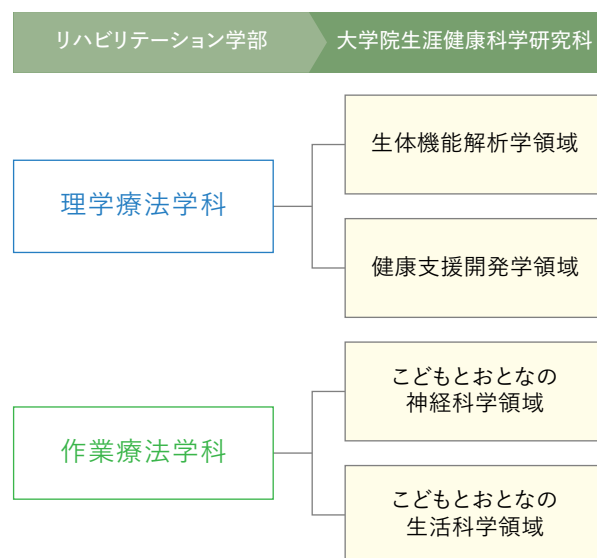 リハビリテーション学部
大学院生涯健康科学研究科
理学療法学科
生体機能解析学領域
健康支援開発学領域
作業療法学科
こどもとおとなの
神経科学領域
こどもとおとなの
生活科学領域